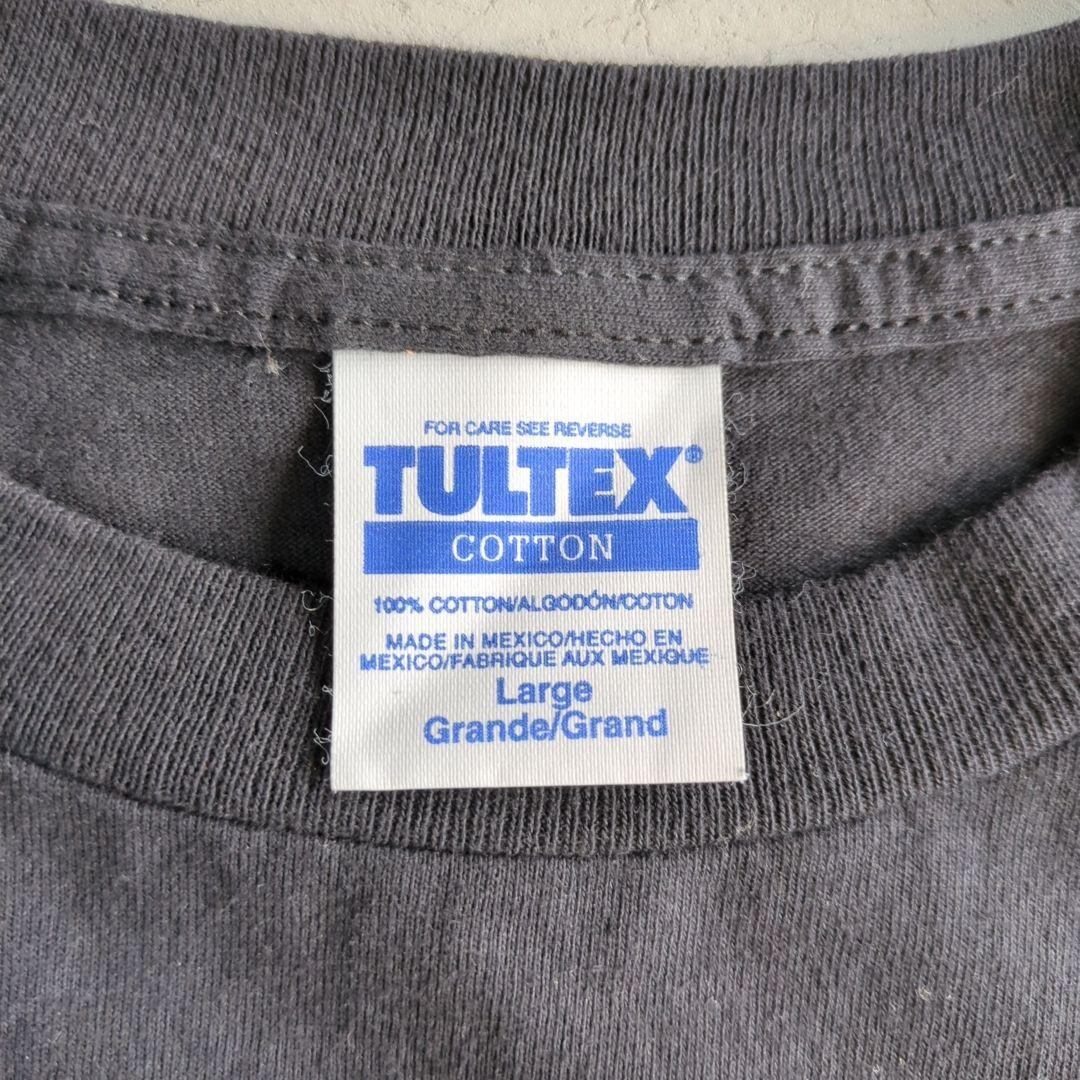 FOR CARE SEE REVERSE
TULTEX®
COTTON
100% COTTON/ALGODÓN/COTON
MADE IN MEXICO/HECHO EN
MEXICO/FABRIQUE AUX MEXIQUE
Large
Grande/Grand